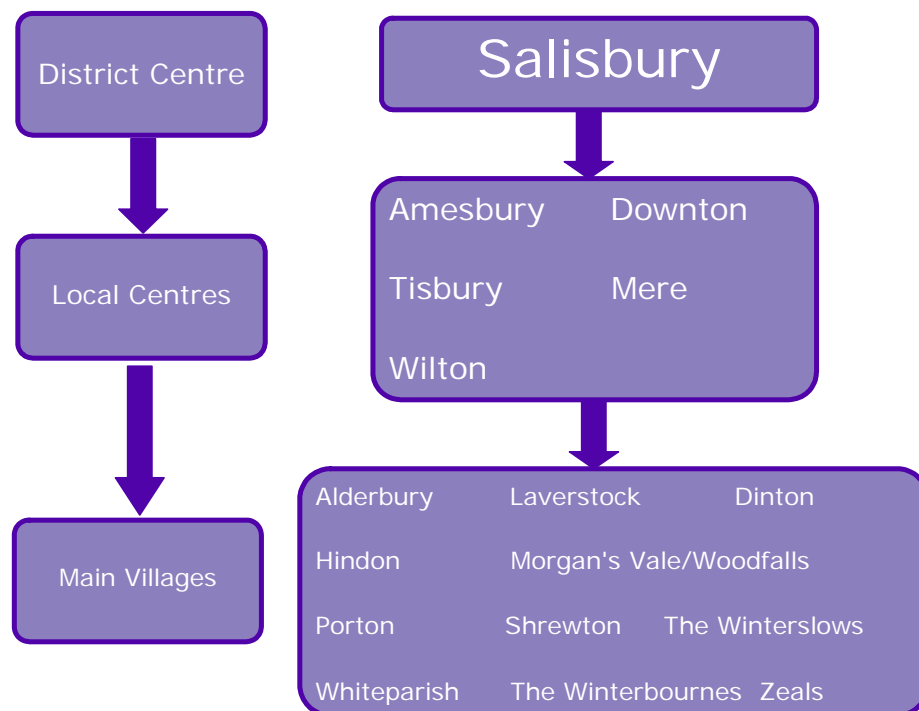 District Centre
Salisbury
Local Centres
Amesbury Downton
Tisbury Mere
Wilton
Main Villages
Alderbury Laverstock Dinton
Hindon Morgan's Vale/Woodfalls
Porton Shrewton The Winterslows
Whiteparish The Winterbournes Zeals